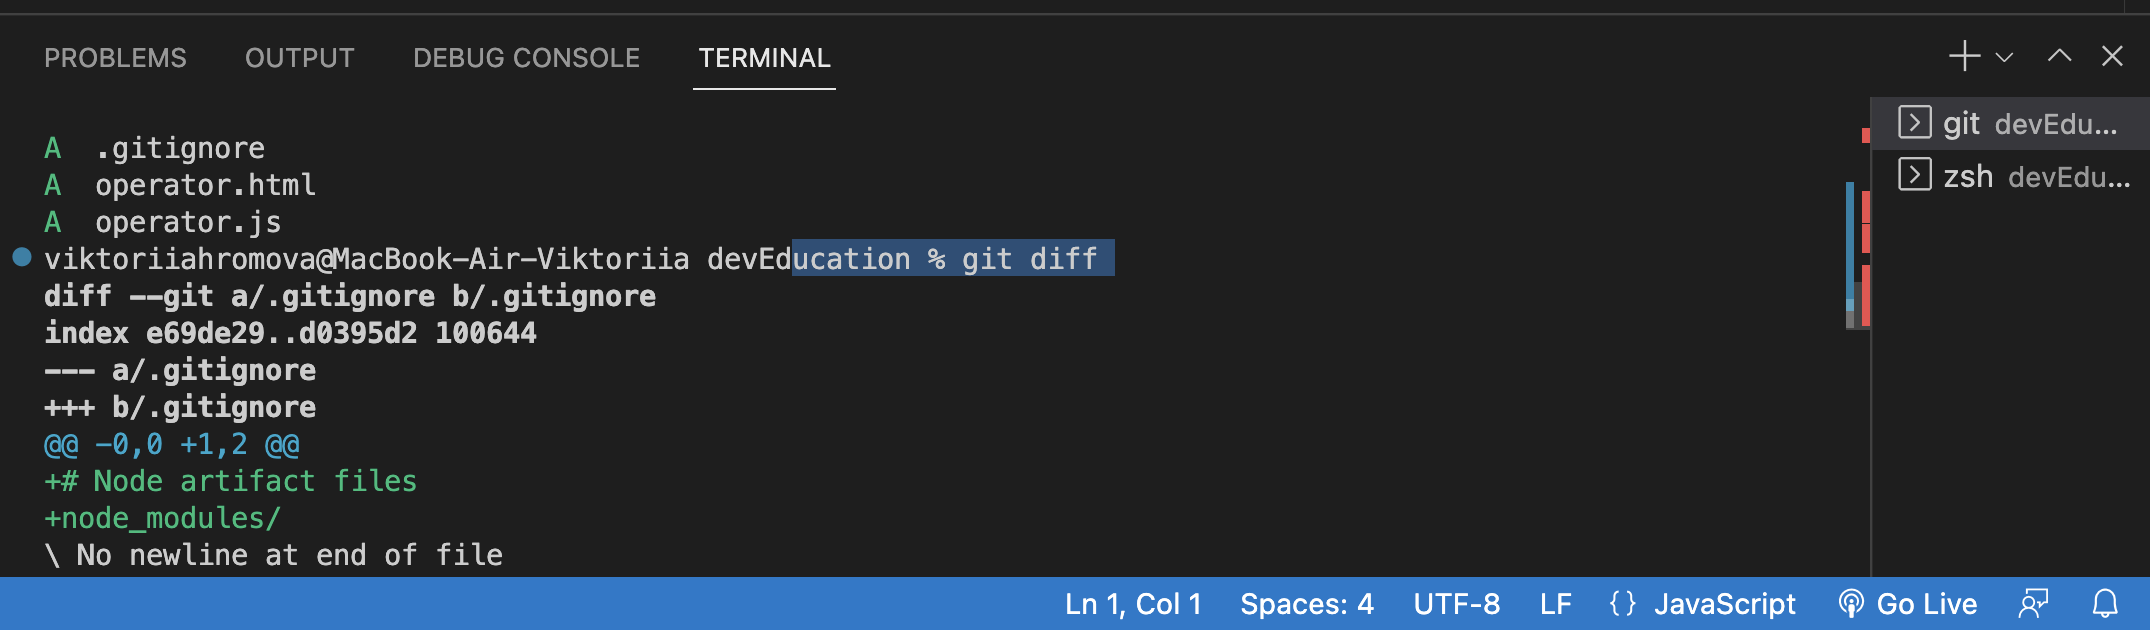 PROBLEMS OUTPUT DEBUG CONSOLE TERMINAL
A .gitignore
A operator.html
A operator.js
viktoriiahromova@MacBook-Air-Viktoriia devEducation % git diff
diff --git a/.gitignore b/.gitignore
index e69de29..d0395d2 100644
--- a/.gitignore
+++ b/.gitignore
@@ -0,0 +1,2 @@
+# Node artifact files
+node_modules/
\ No newline at end of file
git devEdu...
zsh devEdu...
Ln 1, Col 1 Spaces: 4 UTF-8 LF {} JavaScript Go Live